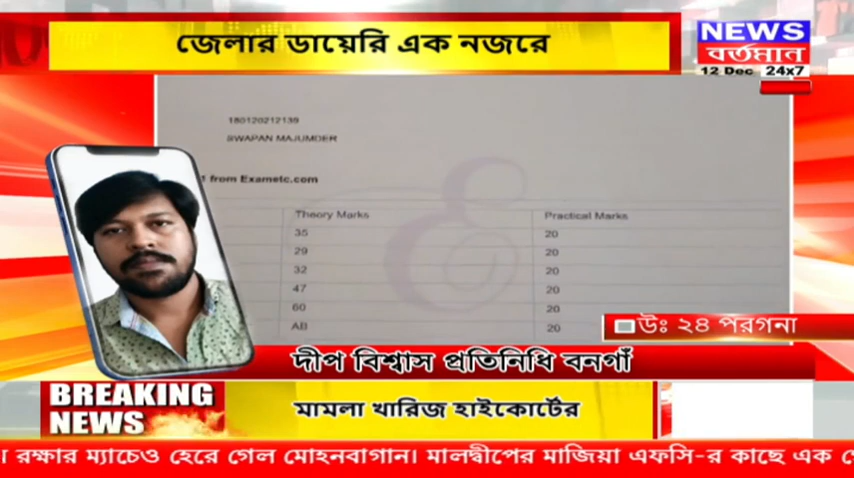 জেলার ডায়েরি এক নজরে
NEWS
বর্তমান
12 Dec 24x7
180120212139
SWAPAN MAJUMDER
1 from Exametc.com
Theory Marks Practical Marks
35 20
29 20
32 20
47 20
60 20
AB 20
উঃ ২৪ পরগনা
দীপ বিশ্বাস প্রতিনিধি বনগাঁ
BREAKING
NEWS
মামলা খারিজ হাইকোর্টের
রক্ষার ম্যাচেও হেরে গেল মোহনবাগান। মালদ্বীপের মাজিয়া এফসি-র কাছে এক